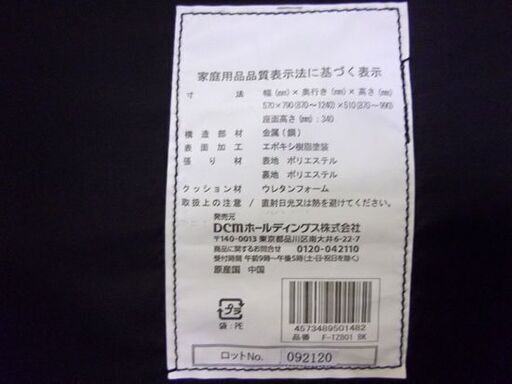 家庭用品品質表示法に基づく表示
寸法 幅(㎜)×奥行き(㎜)×高さ(㎜)
570×790(870～1240)×510(870～990)
座面高さ(㎜):340
構造部材 金属(鋼)
表面加工 エポキシ樹脂塗装
張り材 表地 ポリエステル
裏地 ポリエステル
クッション材 ウレタンフォーム
取扱上の注意 / 直射日光又は熱を避けてください。
発売元
DCMホールディングス株式会社
〒140-0013 東京都品川区南大井6-22-7
商品に関するお問合せ 0120-042110
受付時間 午前9時～午後5時(土・日・祝日を除く)
原産国 中国
プラ
袋:PE
4573489501482
品番 F-TZ801 BK
ロットNo. 092120